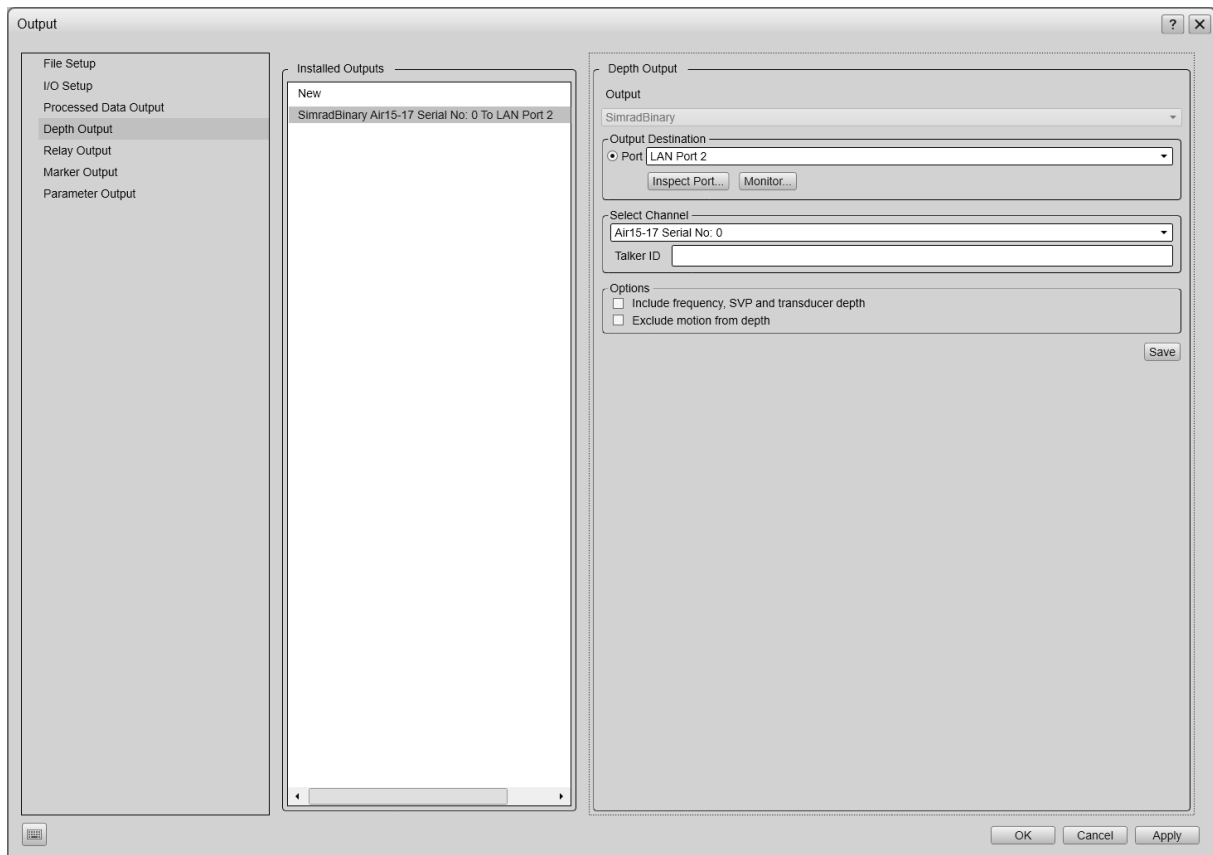 Output
?
File Setup
I/O Setup
Processed Data Output
Depth Output
Relay Output
Marker Output
Parameter Output
Installed Outputs
New
SimradBinary Air15-17 Serial No: 0 To LAN Port 2
Depth Output
Output
SimradBinary
Output Destination
Port LAN Port 2
Inspect Port... Monitor...
Select Channel
Air15-17 Serial No: 0
Talker ID
Options
Include frequency, SVP and transducer depth
Exclude motion from depth
Save
OK Cancel Apply